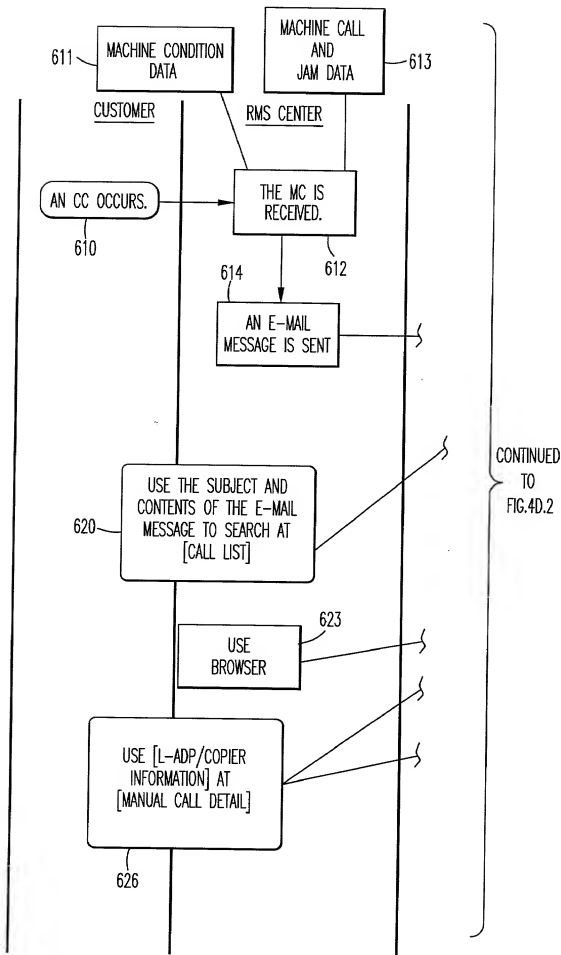 611
MACHINE CONDITION
DATA
MACHINE CALL
AND
JAM DATA
613
CUSTOMER
RMS CENTER
AN CC OCCURS.
610
THE MC IS
RECEIVED.
612
614
AN E-MAIL
MESSAGE IS SENT
620
USE THE SUBJECT AND
CONTENTS OF THE E-MAIL
MESSAGE TO SEARCH AT
[CALL LIST]
CONTINUED
TO
FIG.4D.2
623
USE
BROWSER
USE [L-ADP/COPIER
INFORMATION] AT
[MANUAL CALL DETAIL]
626